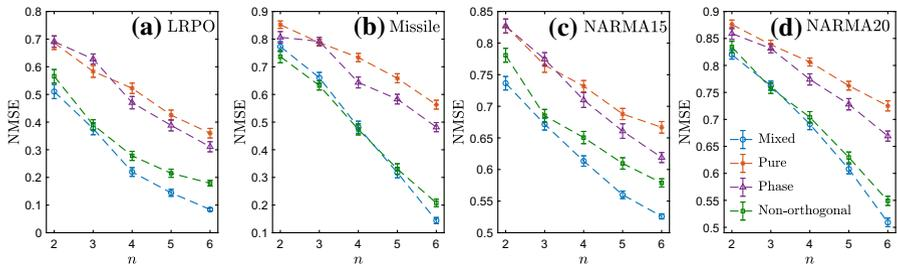 (a) LRPO
NMSE
0.8
0.7
0.6
0.5
0.4
0.3
0.2
0.1
0
2 3 4 5 6
n
(b) Missile
NMSE
0.9
0.8
0.7
0.6
0.5
0.4
0.3
0.2
0.1
2 3 4 5 6
n
(c) NARMA15
NMSE
0.85
0.8
0.75
0.7
0.65
0.6
0.55
0.5
2 3 4 5 6
n
(d) NARMA20
NMSE
0.9
0.85
0.8
0.75
0.7
0.65
0.6
0.55
0.5
Mixed
Pure
Phase
Non-orthogonal
2 3 4 5 6
n